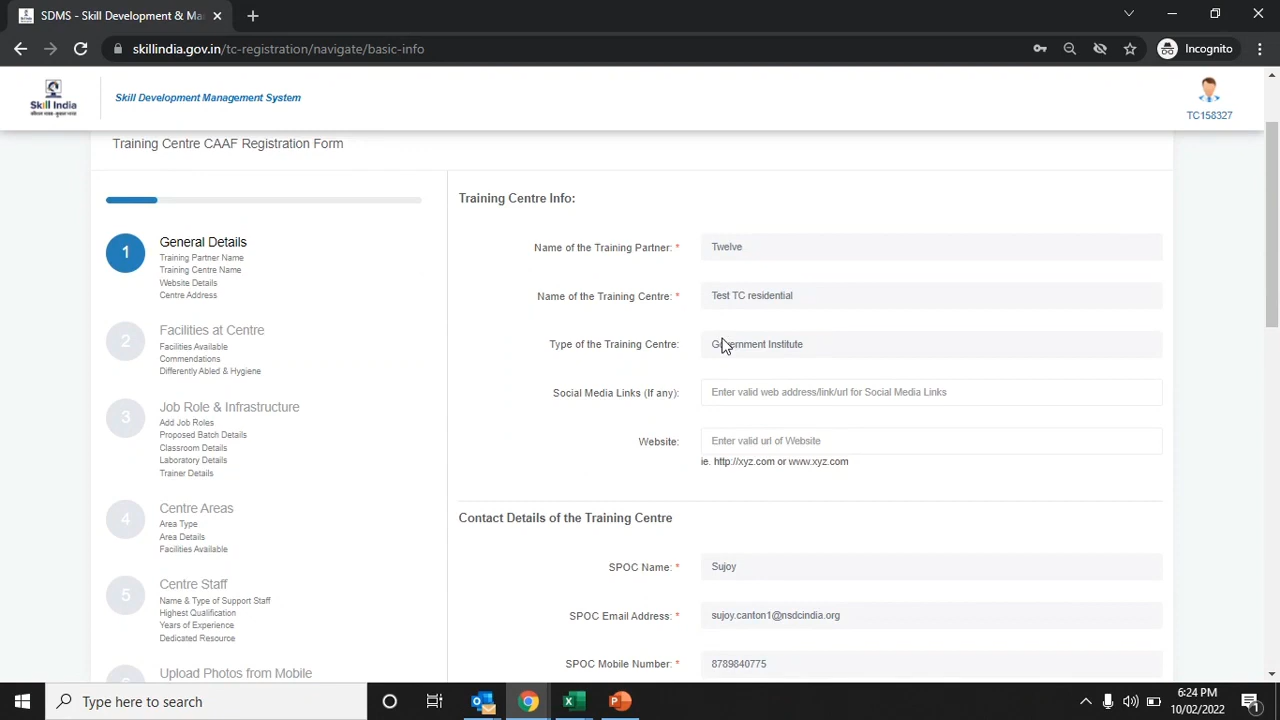 SDMS - Skill Development & Ma
skillindia.gov.in/tc-registration/navigate/basic-info
Incognito
Skill India
Skill Development Management System
TC158327
Training Centre CAAF Registration Form
1
General Details
Training Partner Name
Training Centre Name
Website Details
Centre Address
2
Facilities at Centre
Facilities Available
Commendations
Differently Abled & Hygiene
3
Job Role & Infrastructure
Add Job Roles
Proposed Batch Details
Classroom Details
Laboratory Details
Trainer Details
4
Centre Areas
Area Type
Area Details
Facilities Available
5
Centre Staff
Name & Type of Support Staff
Highest Qualification
Years of Experience
Dedicated Resource
Upload Photos from Mobile
Training Centre Info:
Name of the Training Partner: *
Twelve
Name of the Training Centre: *
Test TC residential
Type of the Training Centre:
Government Institute
Social Media Links (If any):
Enter valid web address/link/url for Social Media Links
Website:
Enter valid url of Website
ie. http://xyz.com or www.xyz.com
Contact Details of the Training Centre
SPOC Name: *
Sujoy
SPOC Email Address: *
sujoy.canton1@nsdcindia.org
SPOC Mobile Number: *
8789840775
Type here to search
6:24 PM
10/02/2022
1